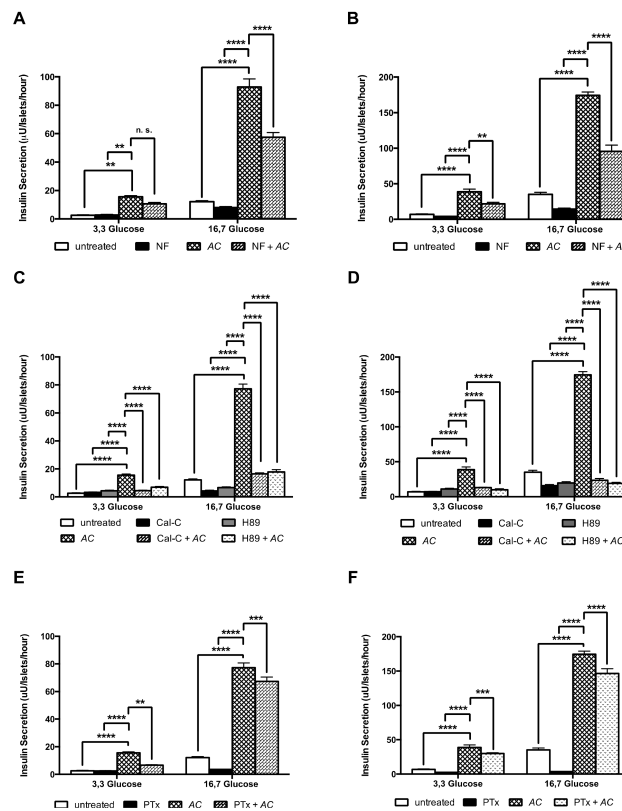 A
Insulin Secretion (µU/Islets/hour)
100
80
60
40
20
0
**
**
n. s.
****
****
****
3,3 Glucose
16,7 Glucose
untreated
NF
AC
NF + AC
B
Insulin Secretion (uU/Islets/hour)
200
150
100
50
0
****
****
**
****
****
****
3,3 Glucose
16,7 Glucose
untreated
NF
AC
NF + A
C
Insulin Secretion (uU/Islets/hour)
100
80
60
40
20
0
****
****
****
****
****
****
****
****
****
****
3,3 Glucose
16,7 Glucose
untreated
Cal-C
H89
AC
Cal-C + AC
H89 + AC
D
Insulin Secretion (uU/Islets/hour)
200
150
100
50
0
****
****
****
****
****
****
****
****
****
****
3,3 Glucose
16,7 Glucose
untreated
Cal-C
H89
AC
Cal-C + AC
H89 + AC
E
Insulin Secretion (uU/Islets/hour)
100
80
60
40
20
0
****
****
**
****
****
***
3,3 Glucose
16,7 Glucose
untreated
PTx
AC
PTx + AC
F
Insulin Secretion (uU/Islets/hour)
200
150
100
50
0
****
****
***
****
****
****
3,3 Glucose
16,7 Glucose
untreated
PTx
AC
PTx + AC